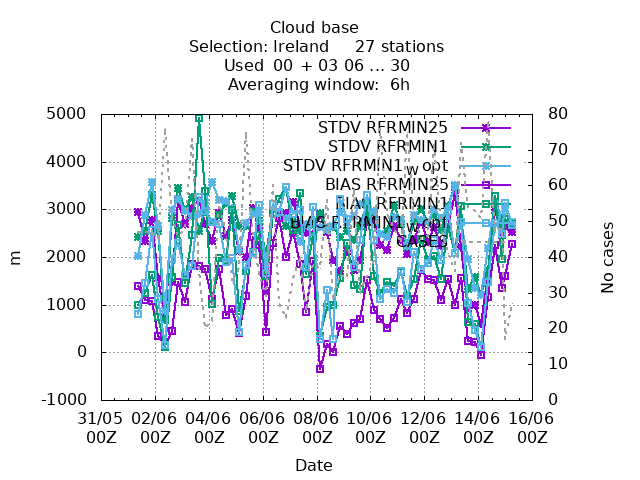 Cloud base
Selection: Ireland 27 stations
Used 00 + 03 06 ... 30
Averaging window: 6h
5000
4000
3000
2000
1000
0
-1000
m
80
70
60
50
40
30
20
10
0
No cases
STDV RFRMIN25
STDV RFRMIN1
STDV RFRMIN1_wopt
BIAS RFRMIN25
BIAS RFRMIN1
BIAS RFRMIN1_wopt
CASES
31/05 02/06 04/06 06/06 08/06 10/06 12/06 14/06 16/06
00Z 00Z 00Z 00Z 00Z 00Z 00Z 00Z 00Z
Date